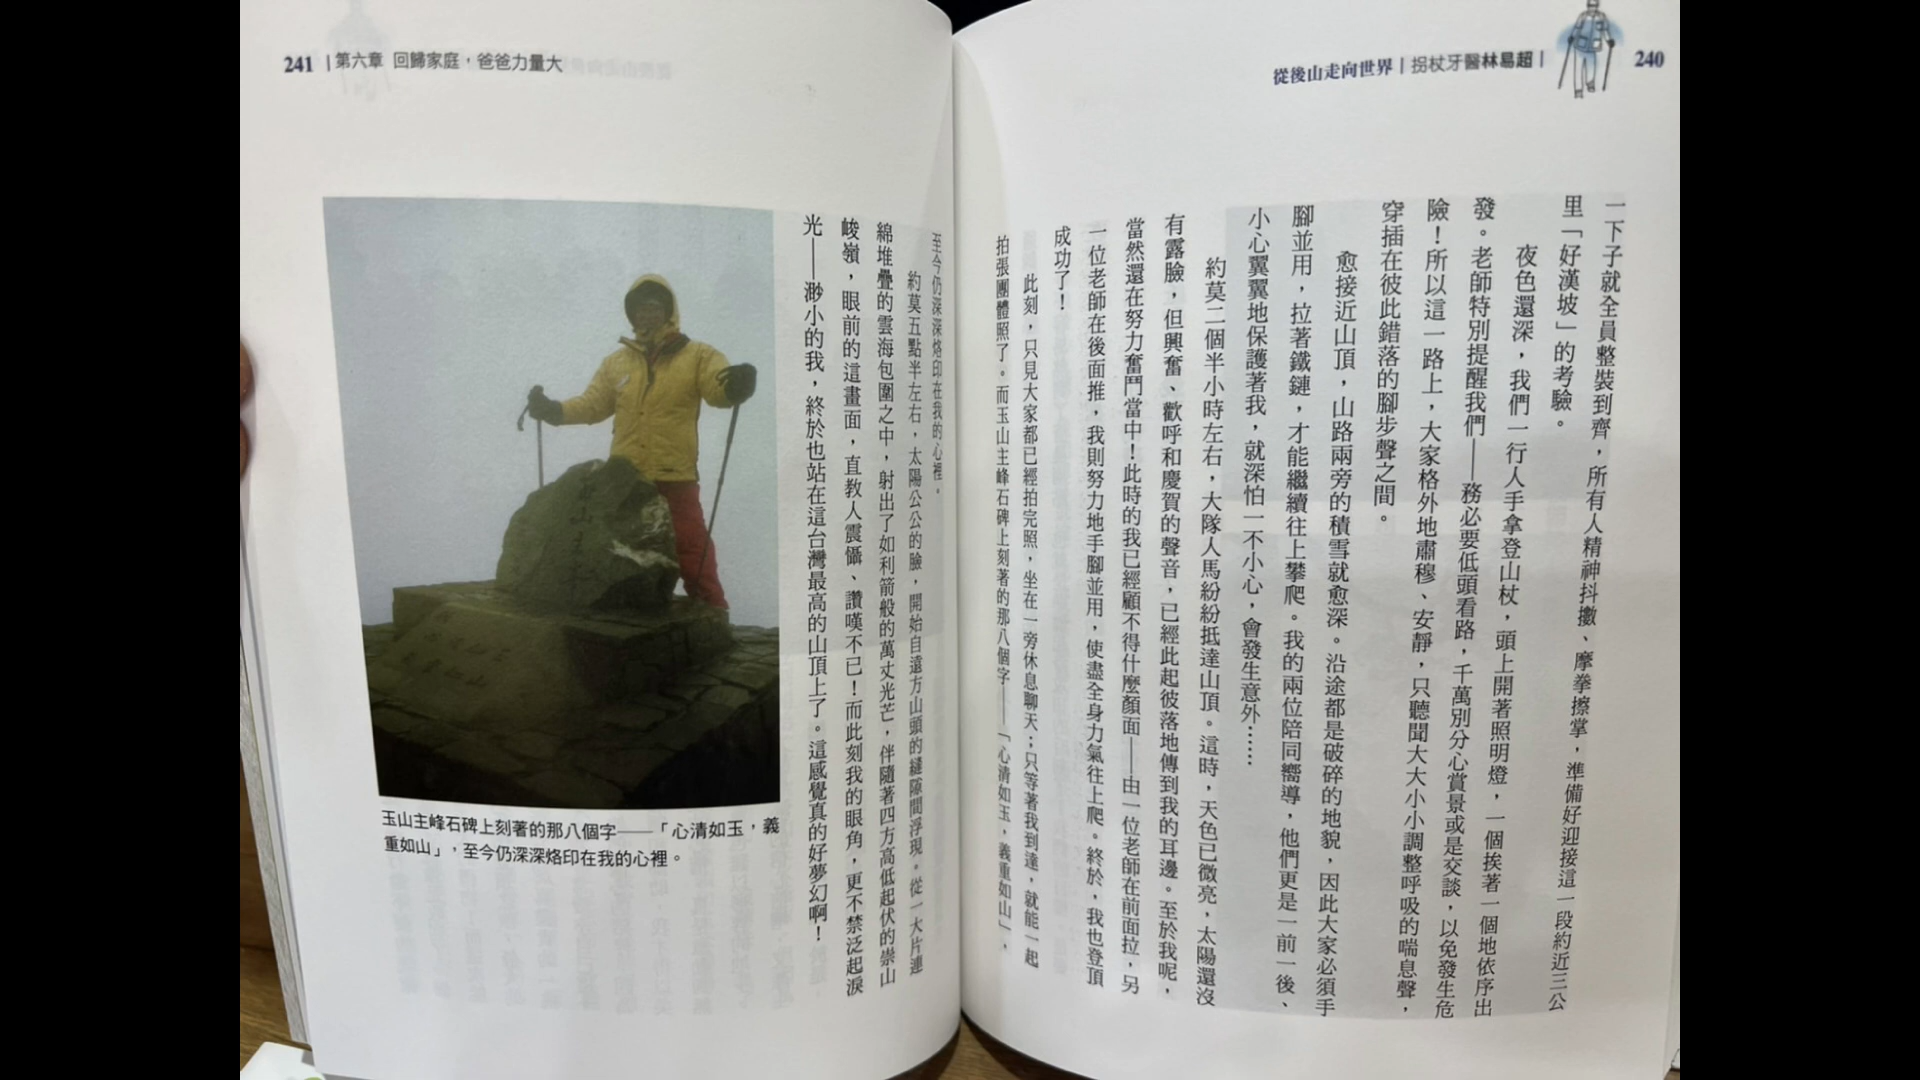 240
從後山走向世界|拐杖牙醫林易超|
一下子就全員整裝到齊，所有人精神抖擻、摩拳擦掌，準備好迎接這一段約近三公
里「好漢坡」的考驗。
夜色還深，我們一行人手拿登山杖，頭上開著照明燈，一個挨著一個地依序出
發。老師特別提醒我們——務必要低頭看路，千萬別分心賞景或是交談，以免發生危
險！所以這一路上，大家格外地肅穆、安靜，只聽聞大大小小調整呼吸的喘息聲，
穿插在彼此錯落的腳步聲之間。
愈接近山頂，山路兩旁的積雪就愈深。沿途都是破碎的地貌，因此大家必須手
腳並用，拉著鐵鏈，才能繼續往上攀爬。我的兩位陪同嚮導，他們更是一前一後、
小心翼翼地保護著我，就深怕一不小心，會發生意外……
約莫二個半小時左右，大隊人馬紛紛抵達山頂。這時，天色已微亮，太陽還沒
有露臉，但興奮、歡呼和慶賀的聲音，已經此起彼落地傳到我的耳邊。至於我呢，
當然還在努力奮鬥當中！此時的我已經顧不得什麼顏面——由一位老師在前面拉，另
一位老師在後面推，我則努力地手腳並用，使盡全身力氣往上爬。終於，我也登頂
成功了！
此刻，只見大家都已經拍完照，坐在一旁休息聊天；只等著我到達，就能一起
拍張團體照了。而玉山主峰石碑上刻著的那八個字——「心清如玉，義重如山」，
241|第六章 回歸家庭，爸爸力量大
至今仍深深烙印在我的心裡。
約莫五點半左右，太陽公公的臉，開始自遠方山頭的縫隙間浮現。從一大片連
綿堆疊的雲海包圍之中，射出了如利箭般的萬丈光芒，伴隨著四方高低起伏的崇山
峻嶺，眼前的這畫面，直教人震懾、讚嘆不已！而此刻我的眼角，更不禁泛起淚
光——渺小的我，終於也站在這台灣最高的山頂上了。這感覺真的好夢幻啊！
玉山主峰石碑上刻著的那八個字——「心清如玉，義
重如山」，至今仍深深烙印在我的心裡。